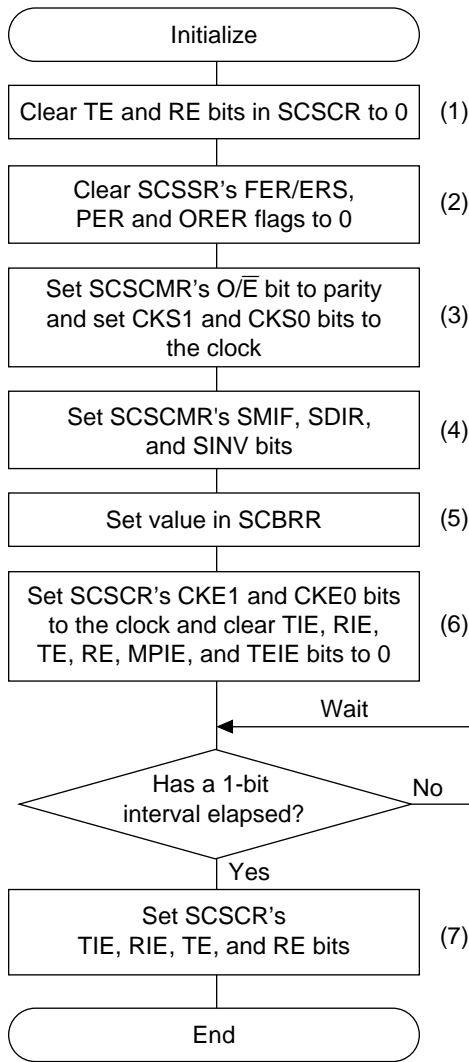 Initialize
Clear TE and RE bits in SCSCR to 0
(1)
Clear SCSSR's FER/ERS,
PER and ORER flags to 0
(2)
Set SCSCMR's O/E̅ bit to parity
and set CKS1 and CKS0 bits to
the clock
(3)
Set SCSCMR's SMIF, SDIR,
and SINV bits
(4)
Set value in SCBRR
(5)
Set SCSCR's CKE1 and CKE0 bits
to the clock and clear TIE, RIE,
TE, RE, MPIE, and TEIE bits to 0
(6)
Wait
Has a 1-bit
interval elapsed?
No
Yes
Set SCSCR's
TIE, RIE, TE, and RE bits
(7)
End